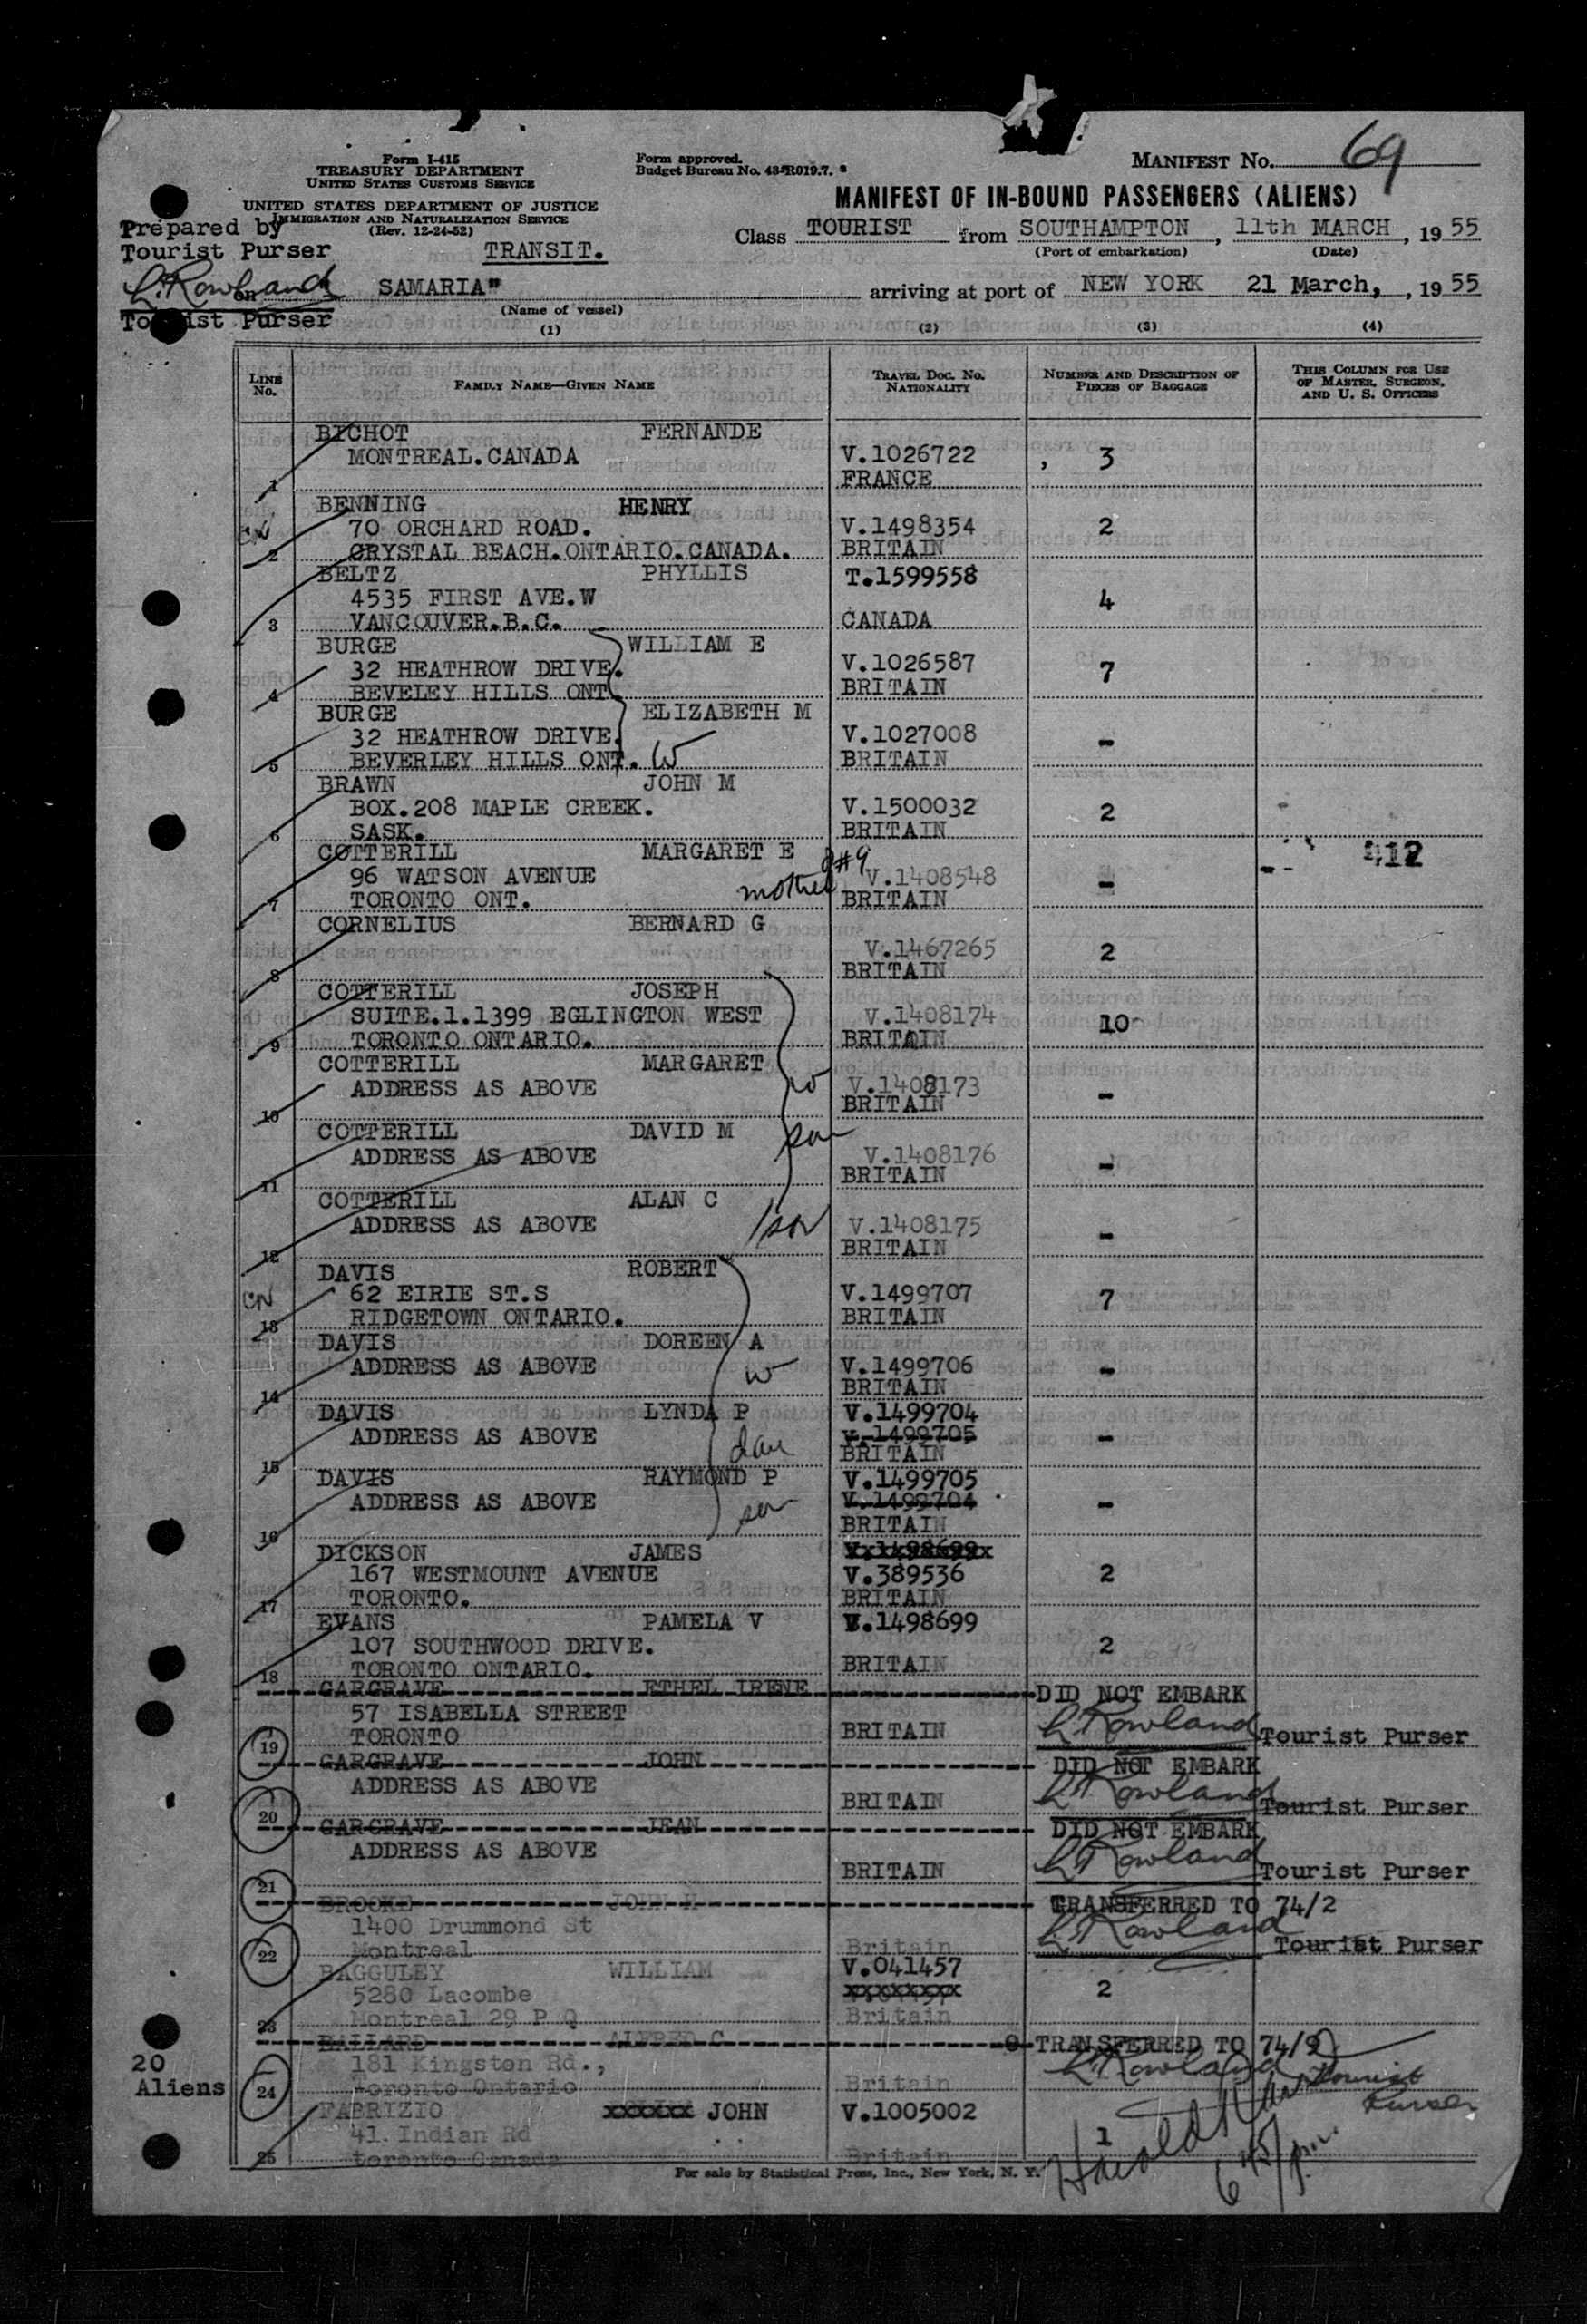 Form I-415
TREASURY DEPARTMENT
UNITED STATES CUSTOMS SERVICE
UNITED STATES DEPARTMENT OF JUSTICE
IMMIGRATION AND NATURALIZATION SERVICE
(Rev. 12-24-52)
Form approved.
Budget Bureau No. 43-R019.7.
MANIFEST No. 69
MANIFEST OF IN-BOUND PASSENGERS (ALIENS)
Prepared by
Tourist Purser
L. Rowland
Tourist Purser
TRANSIT.
Class TOURIST from SOUTHAMPTON, 11th MARCH, 1955
(Port of embarkation) (Date)
on SAMARIA" arriving at port of NEW YORK 21 March, , 1955
(Name of vessel)
(1) (2) (3) (4)
LINE No. FAMILY NAME—GIVEN NAME TRAVEL DOC. NO. NATIONALITY NUMBER AND DESCRIPTION OF PIECES OF BAGGAGE THIS COLUMN FOR USE OF MASTER, SURGEON, AND U. S. OFFICERS
BICHOT FERNANDE
MONTREAL.CANADA V.1026722 , 3
1 FRANCE
BENNING HENRY
CN 70 ORCHARD ROAD. V.1498354 2
2 CRYSTAL BEACH.ONTARIO.CANADA. BRITAIN
BELTZ PHYLLIS T.1599558
4535 FIRST AVE.W 4
3 VANCOUVER.B.C. CANADA
BURGE WILLIAM E
32 HEATHROW DRIVE. V.1026587 7
4 BEVELEY HILLS ONT BRITAIN
BURGE ELIZABETH M
32 HEATHROW DRIVE. V.1027008 -
5 BEVERLEY HILLS ONT. W BRITAIN
BRAWN JOHN M
BOX.208 MAPLE CREEK. V.1500032 2
6 SASK. BRITAIN
COTTERILL MARGARET E 412
96 WATSON AVENUE mother #9 V.1408548 -
7 TORONTO ONT. BRITAIN
CORNELIUS BERNARD G
V.1467265 2
8 BRITAIN
COTTERILL JOSEPH
SUITE.1.1399 EGLINGTON WEST V.1408174 10
9 TORONTO ONTARIO. BRITAIN
COTTERILL MARGARET
ADDRESS AS ABOVE w V.1408173 -
10 BRITAIN
COTTERILL DAVID M son
ADDRESS AS ABOVE V.1408176 -
11 BRITAIN
COTTERILL ALAN C
ADDRESS AS ABOVE son V.1408175 -
12 BRITAIN
DAVIS ROBERT
CN 62 EIRIE ST.S V.1499707 7
13 RIDGETOWN ONTARIO. BRITAIN
DAVIS DOREEN A
ADDRESS AS ABOVE w V.1499706 -
14 BRITAIN
DAVIS LYNDA P V.1499704
ADDRESS AS ABOVE dau V.1499705 -
15 BRITAIN
DAVIS RAYMOND P V.1499705
ADDRESS AS ABOVE son V.1499704 -
16 BRITAIN
DICKSON JAMES V.1498699
167 WESTMOUNT AVENUE V.389536 2
17 TORONTO. BRITAIN
EVANS PAMELA V V.1498699
107 SOUTHWOOD DRIVE. 2
18 TORONTO ONTARIO. BRITAIN
GARGRAVE ETHEL IRENE DID NOT EMBARK
57 ISABELLA STREET L Rowland
19 TORONTO BRITAIN Tourist Purser
GARGRAVE JOHN DID NOT EMBARK
ADDRESS AS ABOVE L Rowland
20 BRITAIN Tourist Purser
GARGRAVE JEAN DID NOT EMBARK
ADDRESS AS ABOVE L Rowland
21 BRITAIN Tourist Purser
BROOKE JOHN H TRANSFERRED TO 74/2
1400 Drummond St L Rowland
22 Montreal Britain Tourist Purser
BAGGULEY WILLIAM V.041457
5280 Lacombe xxxxxxxx 2
23 Montreal 29 P Q Britain
BALLARD ALFRED C TRANSFERRED TO 74/9
20 Aliens 181 Kingston Rd., L Rowland Tourist Purser
24 Toronto Ontario Britain
FABRIZIO xxxxxx JOHN V.1005002
41. Indian Rd 1
25 toronto Canada Britain
For sale by Statistical Press, Inc., New York, N. Y.